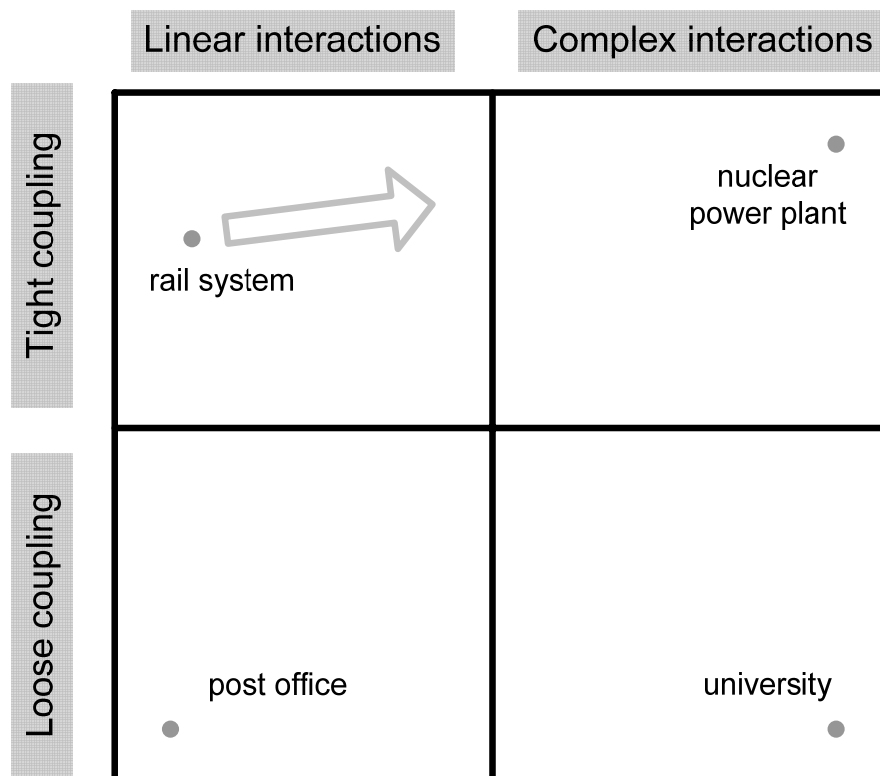 Linear interactions
Complex interactions
Tight coupling
nuclear
power plant
rail system
Loose coupling
post office
university